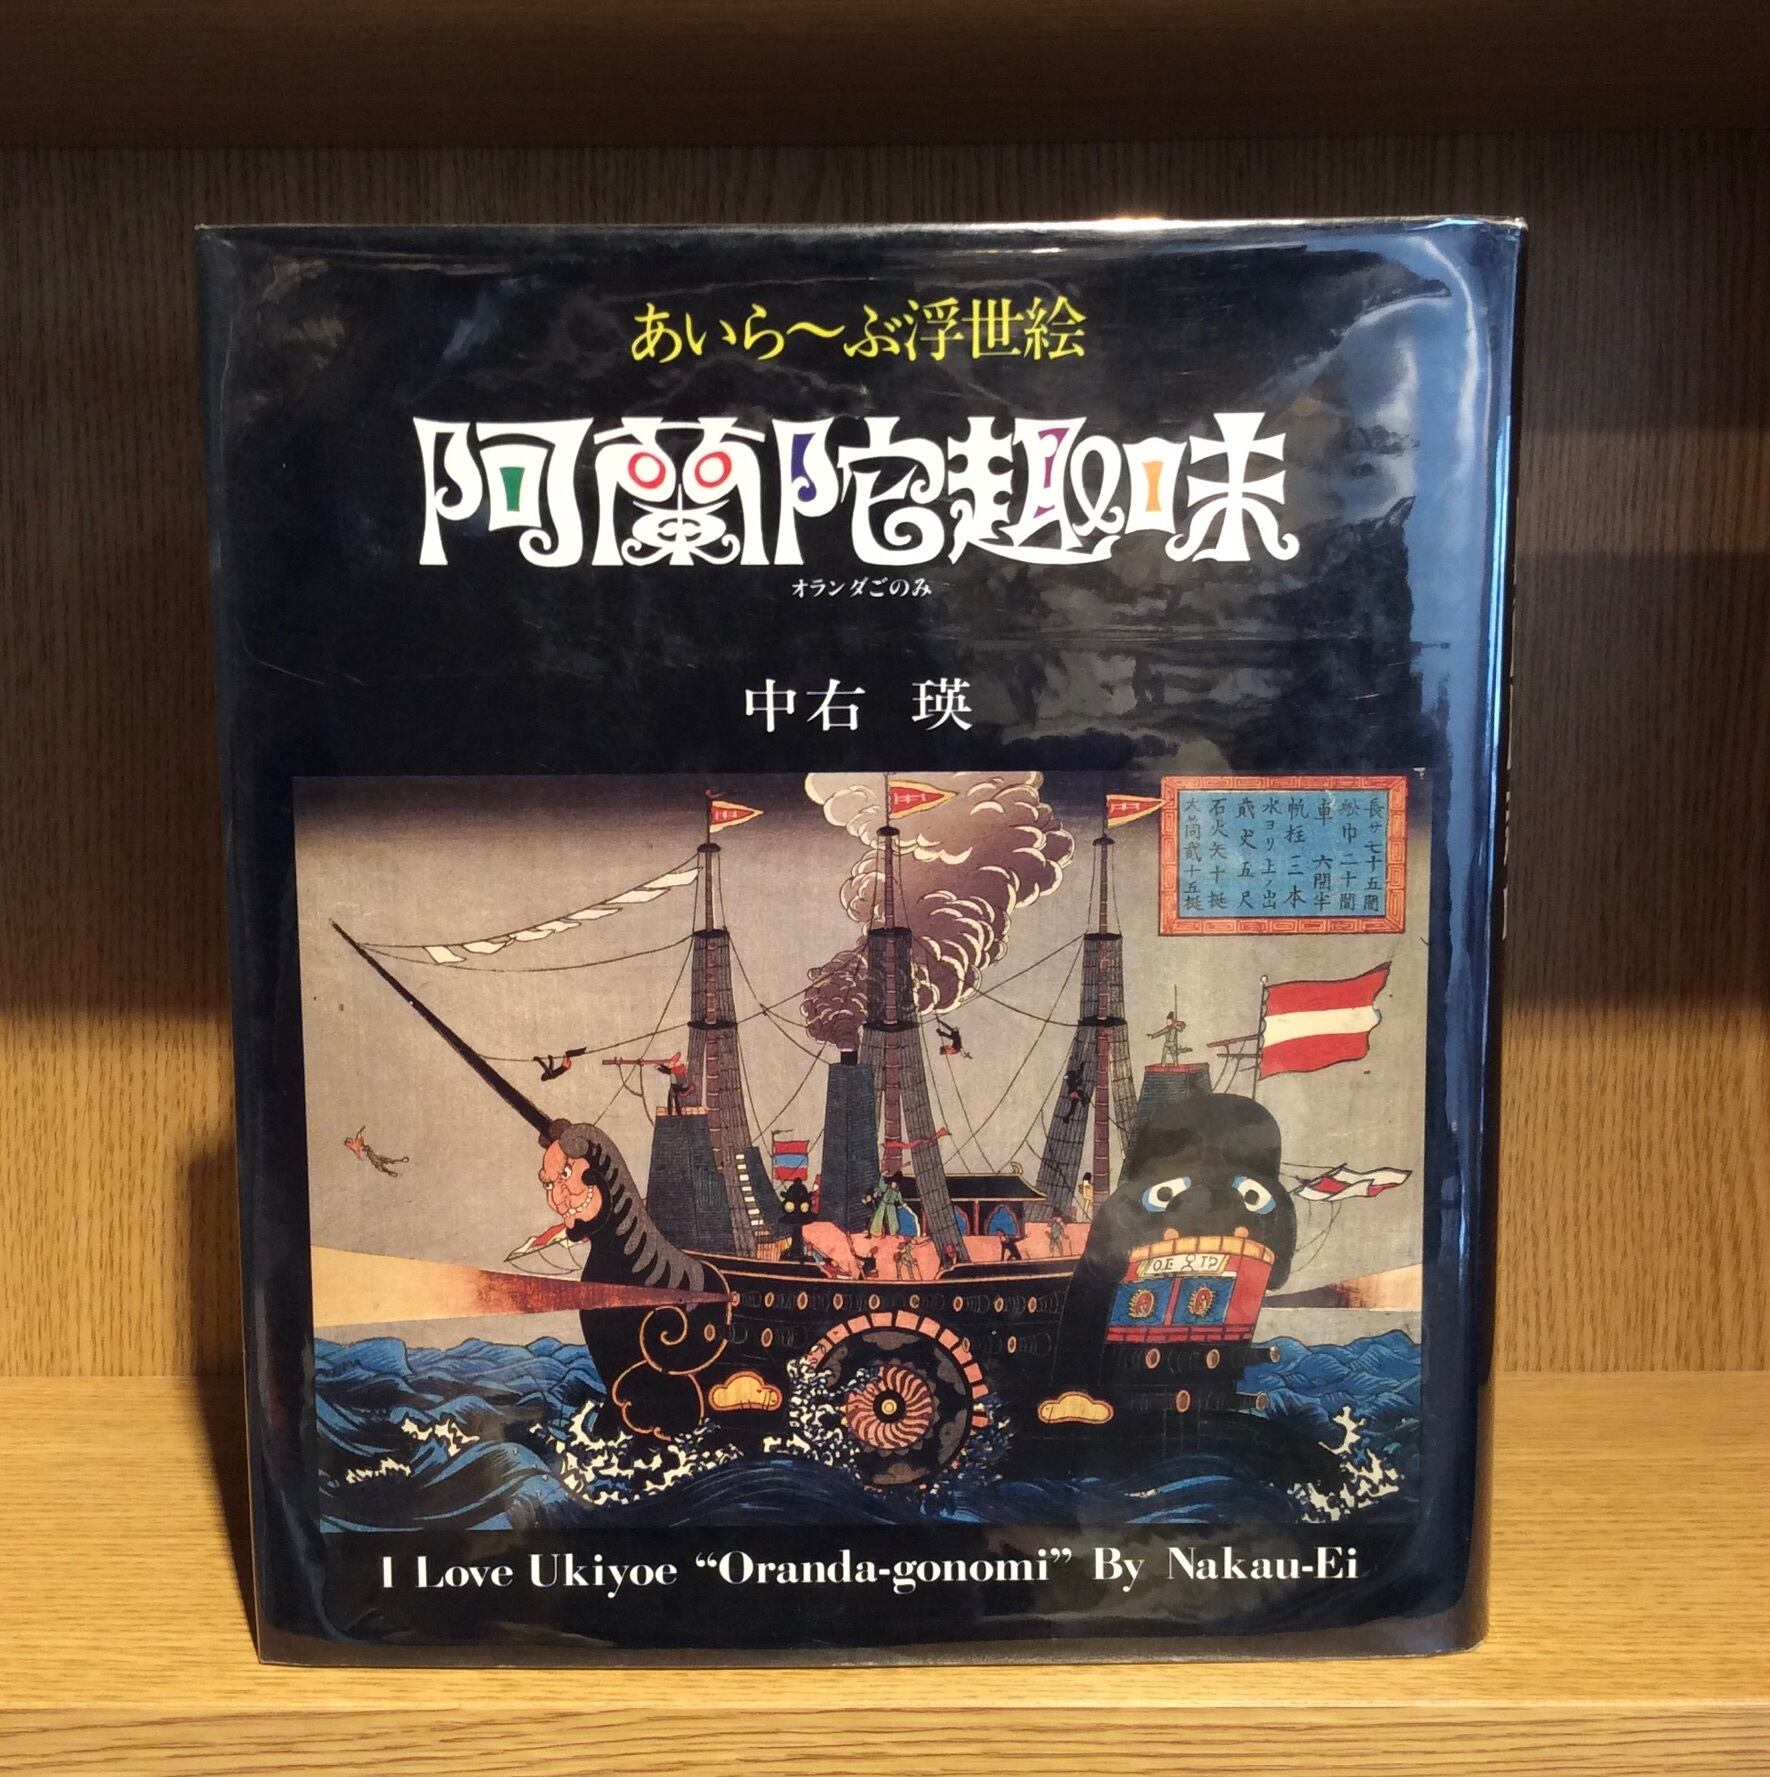 あいら〜ぶ浮世絵
阿蘭陀趣味
オランダごのみ
中右 瑛
長サ七十五間
舩巾二十間
車 六間半
帆柱 三本
水ヨリ上ノ出
貮丈五尺
石火矢十挺
大筒貮十五挺
I Love Ukiyoe “Oranda-gonomi” By Nakau-Ei